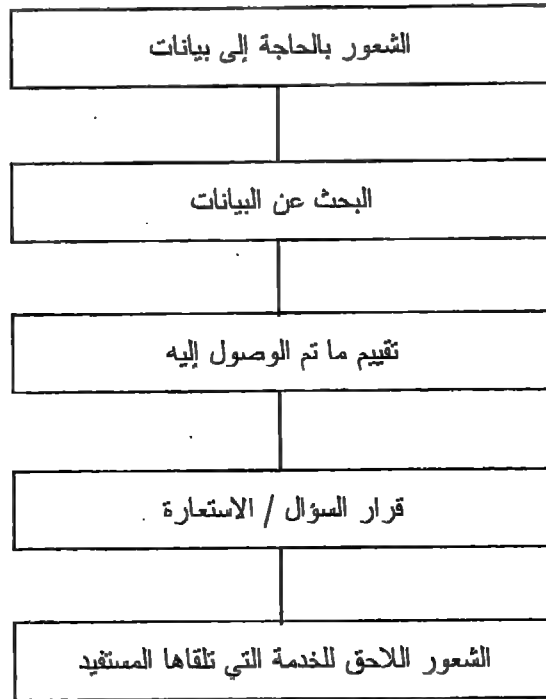 الشعور بالحاجة إلى بيانات
البحث عن البيانات
تقييم ما تم الوصول إليه
قرار السؤال / الاستعارة
الشعور اللاحق للخدمة التي تلقاها المستفيد